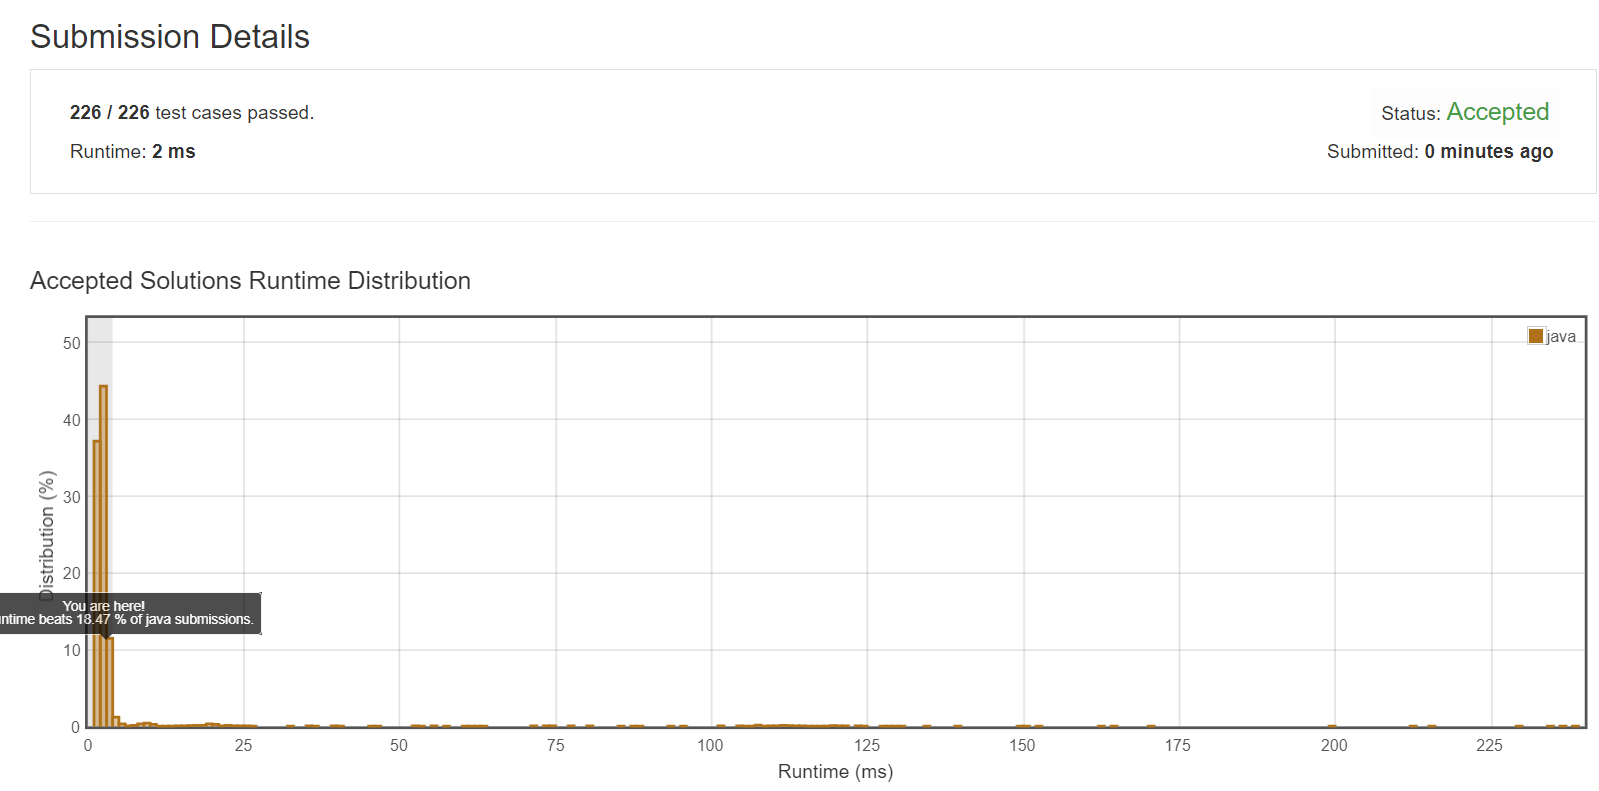 Submission Details
226 / 226 test cases passed.
Status: Accepted
Runtime: 2 ms
Submitted: 0 minutes ago
Accepted Solutions Runtime Distribution
java
Distribution (%)
50
40
30
20
10
0
You are here!
ntime beats 18.47 % of java submissions.
0 25 50 75 100 125 150 175 200 225
Runtime (ms)